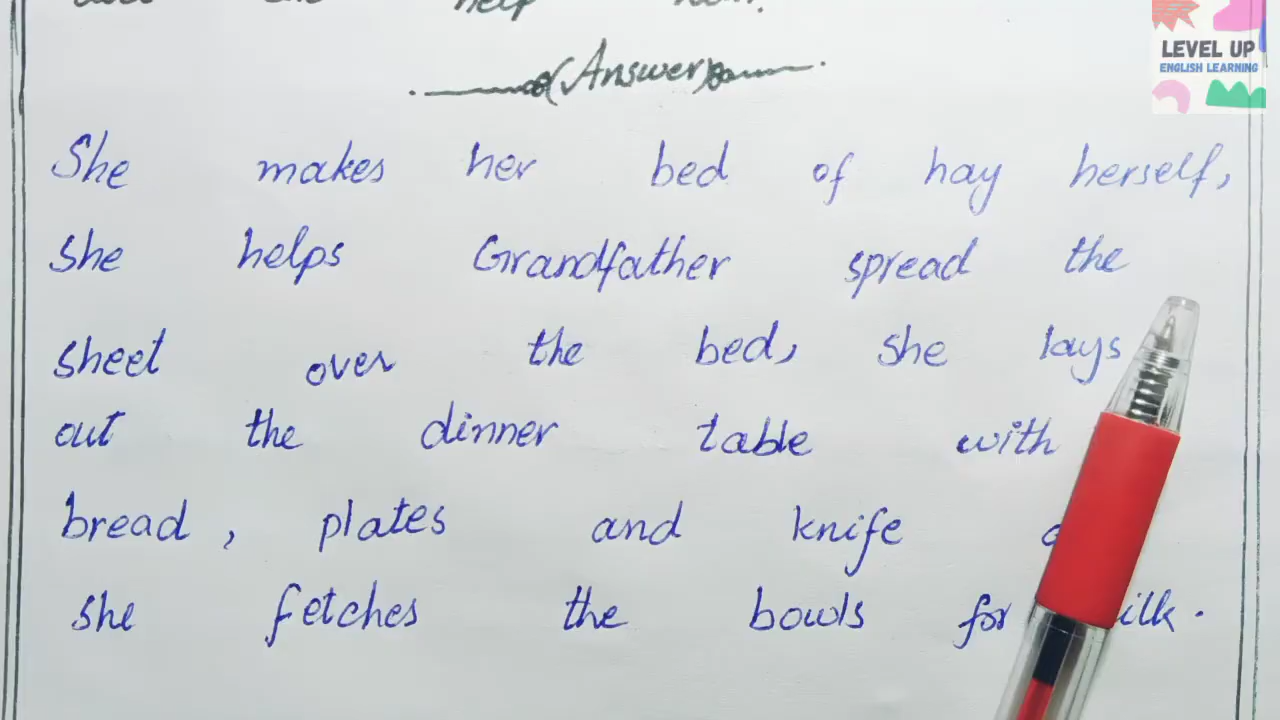 help
(Answer)
LEVEL UP
ENGLISH LEARNING
She makes her bed of hay herself,
She helps Grandfather spread the
sheet over the bed, she lays
out the dinner table with
bread, plates and knife
she fetches the bowls for